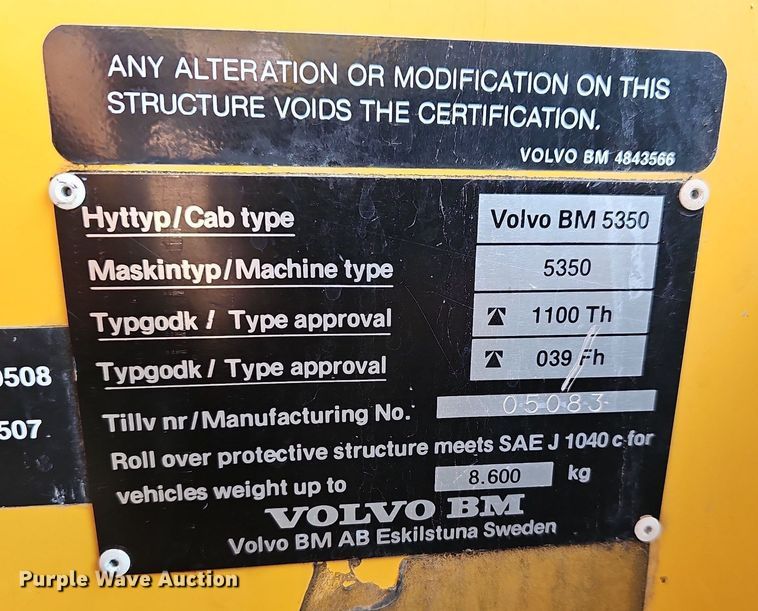 ANY ALTERATION OR MODIFICATION ON THIS
STRUCTURE VOIDS THE CERTIFICATION.
VOLVO BM 4843566
Hyttyp/Cab type Volvo BM 5350
Maskintyp/Machine type 5350
Typgodk / Type approval 1100 Th
Typgodk / Type approval 039 Fh
Tillv nr/Manufacturing No. 05083
Roll over protective structure meets SAE J 1040 c for
vehicles weight up to 8.600 kg
VOLVO BM
Volvo BM AB Eskilstuna Sweden
0508
507
Purple Wave Auction